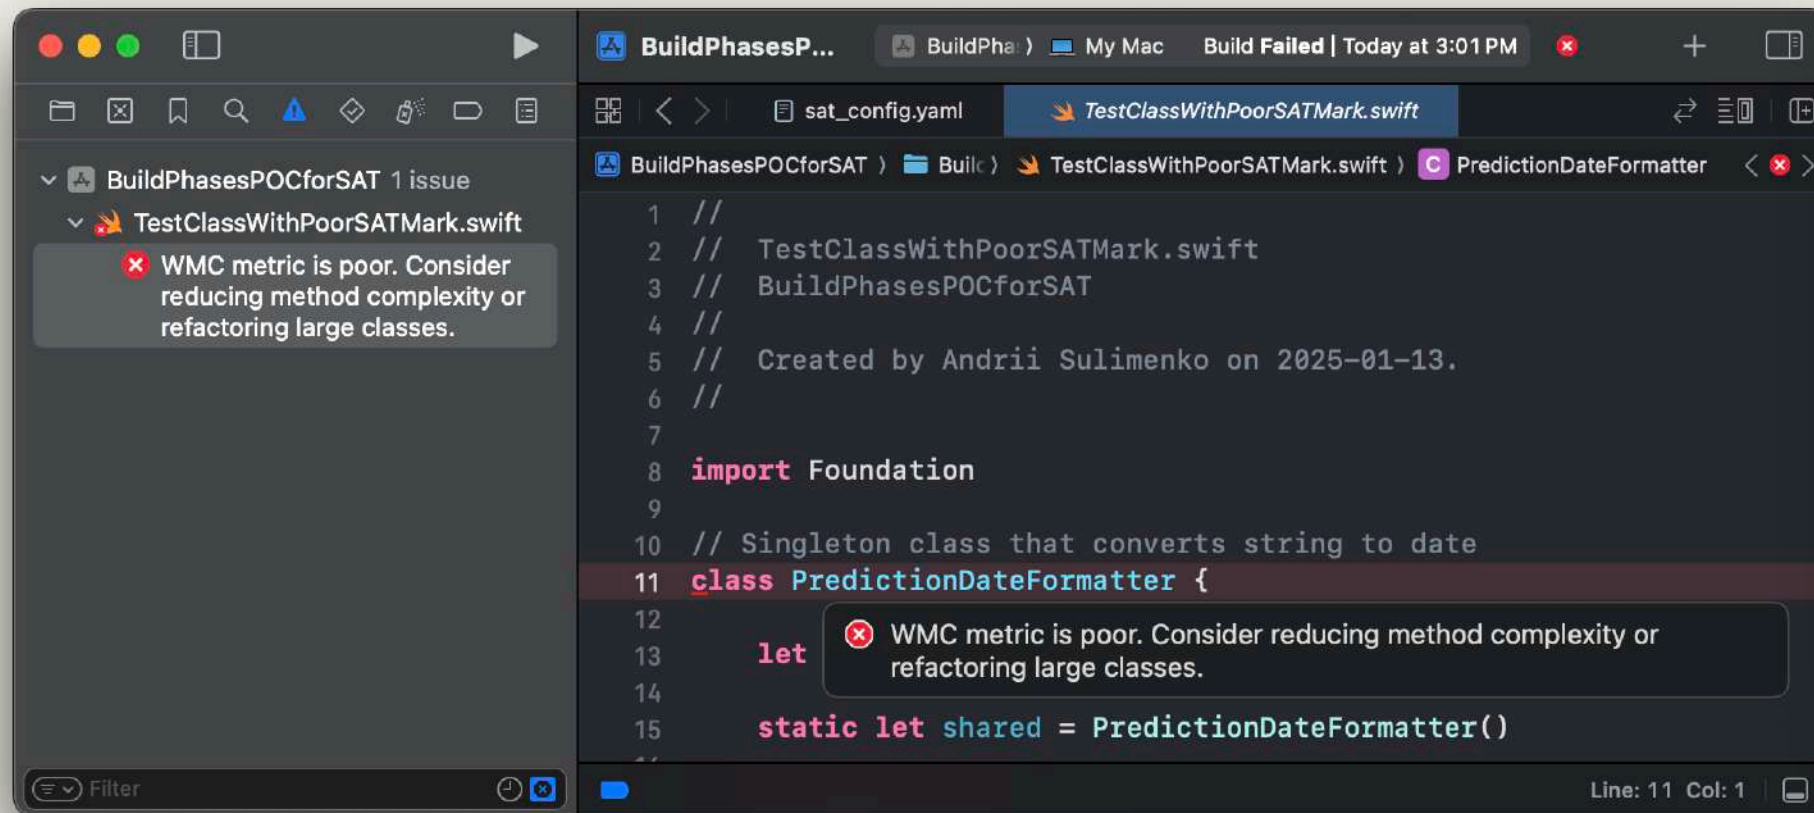 BuildPhasesP...
BuildPha
My Mac
Build Failed | Today at 3:01 PM
sat_config.yaml
TestClassWithPoorSATMark.swift
BuildPhasesPOCforSAT 1 issue
TestClassWithPoorSATMark.swift
WMC metric is poor. Consider
reducing method complexity or
refactoring large classes.
Filter
BuildPhasesPOCforSAT
Buil
TestClassWithPoorSATMark.swift
C PredictionDateFormatter
1 //
2 //  TestClassWithPoorSATMark.swift
3 //  BuildPhasesPOCforSAT
4 //
5 //  Created by Andrii Sulimenko on 2025-01-13.
6 //
7
8 import Foundation
9
10 // Singleton class that converts string to date
11 class PredictionDateFormatter {
12
13 let
WMC metric is poor. Consider reducing method complexity or
refactoring large classes.
14
15 static let shared = PredictionDateFormatter()
Line: 11 Col: 1